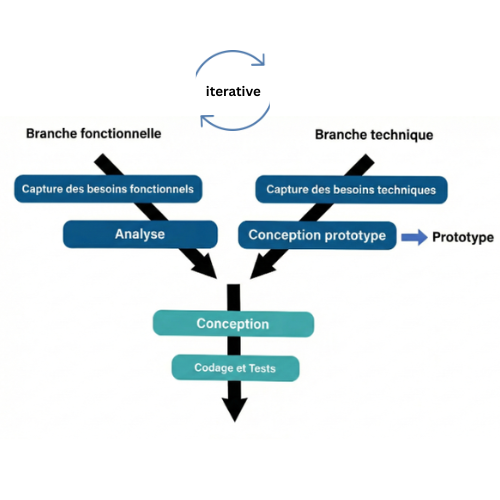 iterative
Branche fonctionnelle
Branche technique
Capture des besoins fonctionnels
Capture des besoins techniques
Analyse
Conception prototype
Prototype
Conception
Codage et Tests